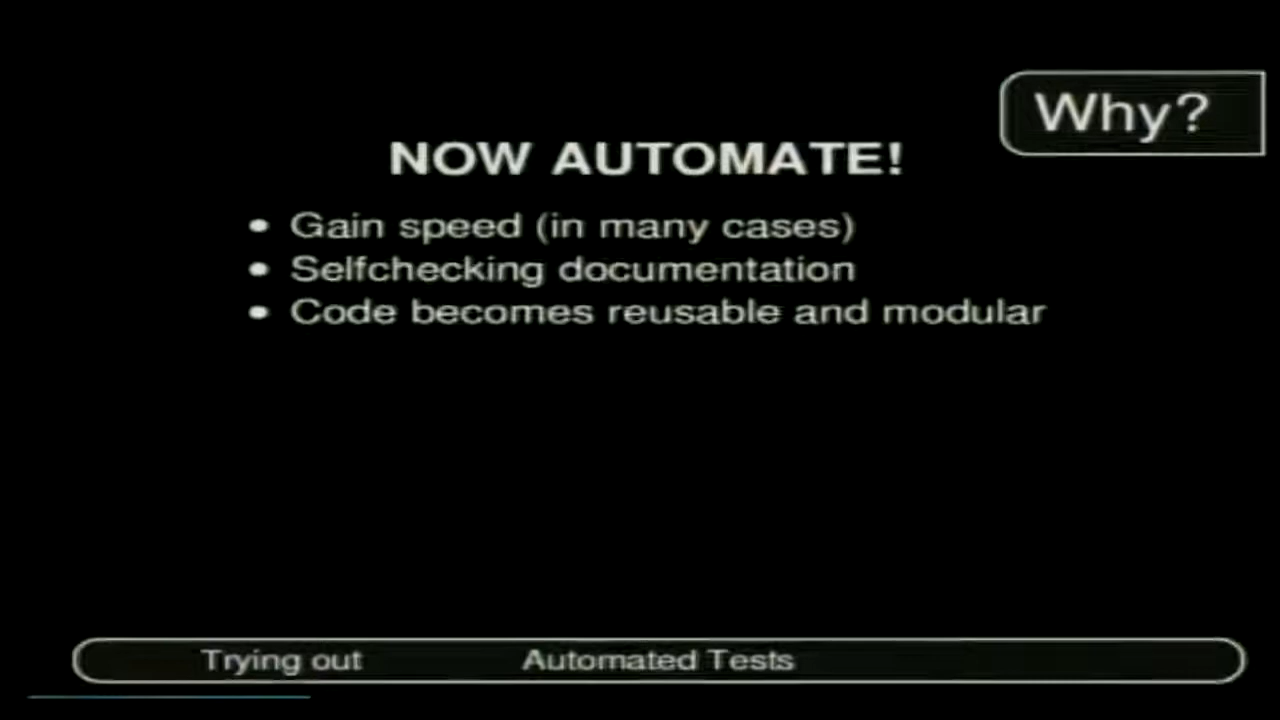 Why?
NOW AUTOMATE!
• Gain speed (in many cases)
• Selfchecking documentation
• Code becomes reusable and modular
Trying out Automated Tests